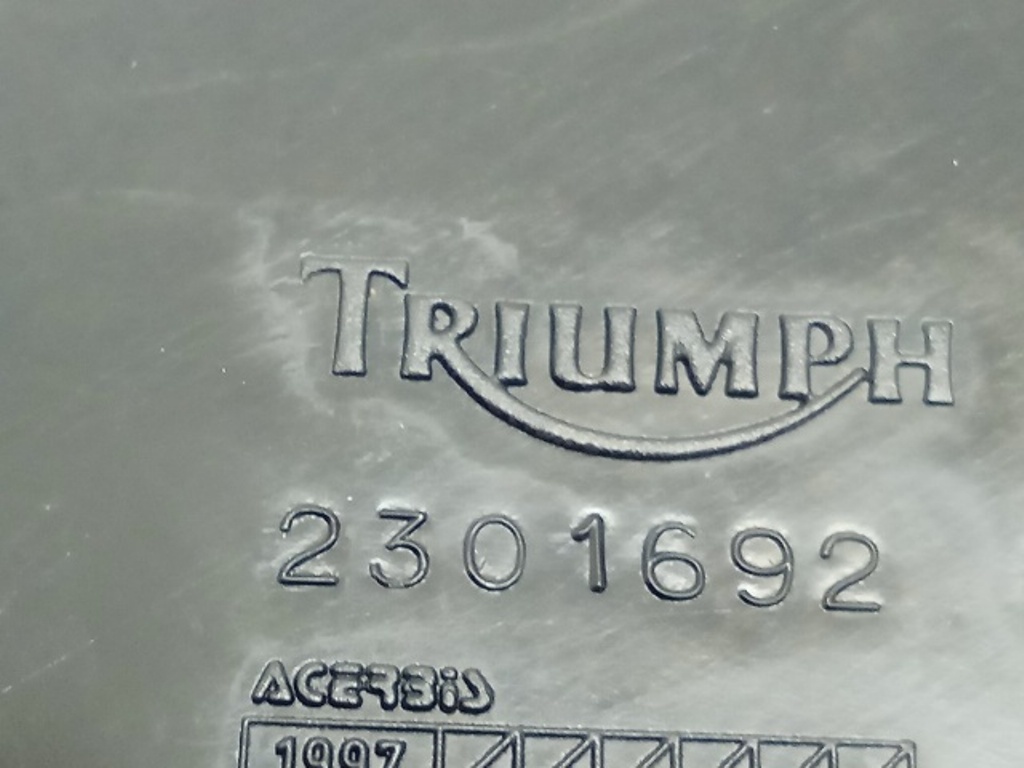 TRIUMPH
2301692
ACERBIS
1997